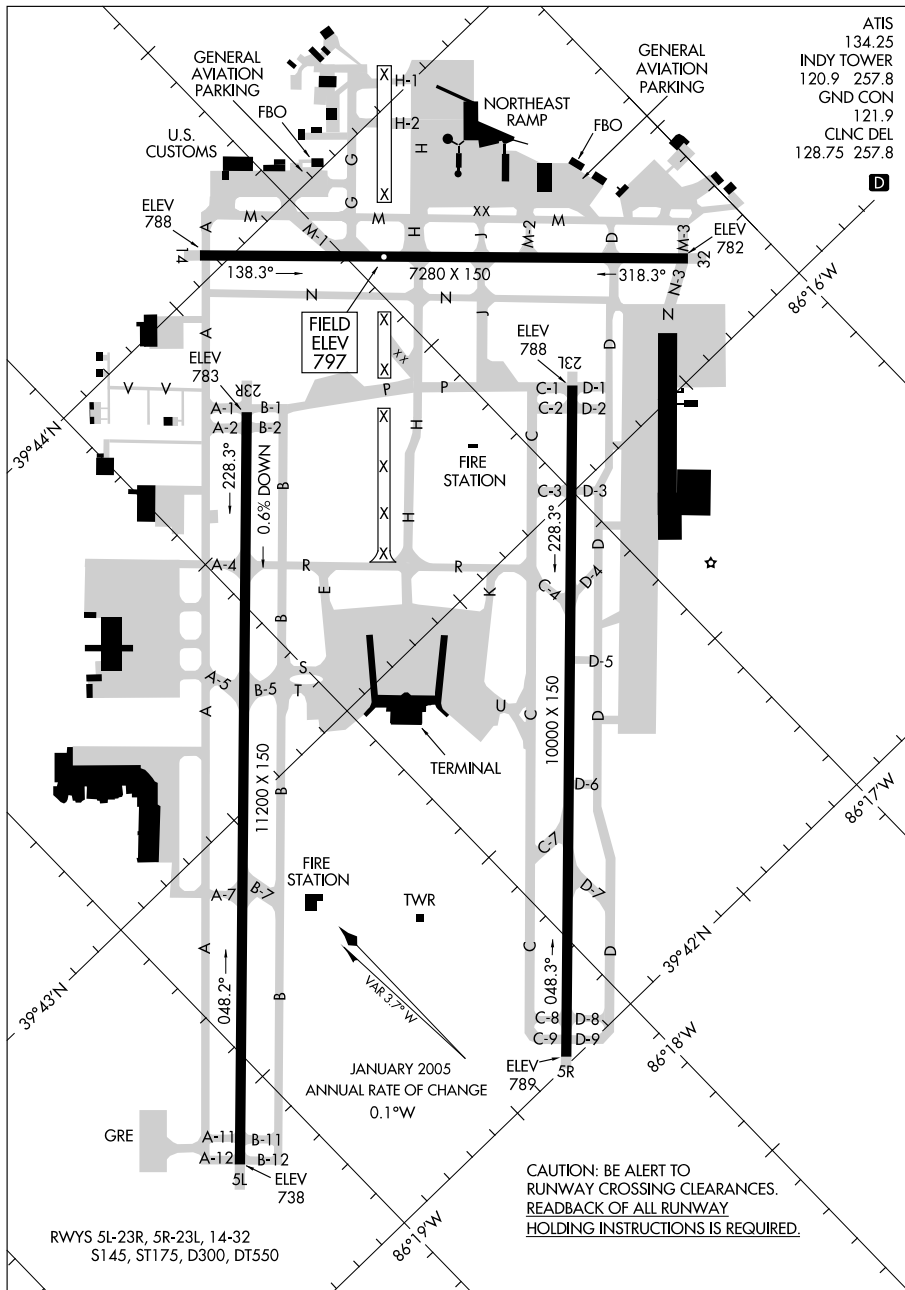 ATIS
134.25
INDY TOWER
120.9 257.8
GND CON
121.9
CLNC DEL
128.75 257.8
D
GENERAL
AVIATION
PARKING
FBO
U.S.
CUSTOMS
X
H-1
H-2
X
H
G
G
NORTHEAST
RAMP
GENERAL
AVIATION
PARKING
FBO
ELEV
788
A
M
M-1
M
H
XX
J
M-2
M
D
M-3
ELEV
782
14
32
138.3°
7280 X 150
318.3°
N-3
86°16'W
N
N
N
J
A
FIELD
ELEV
797
X
X
XX
D
ELEV
783
23R
ELEV
788
23L
V
V
P
P
A-1
B-1
A-2
B-2
C-1
D-1
C-2
D-2
X
H
C
39°44'N
228.3°
0.6% DOWN
B
X
FIRE
STATION
C-3
D-3
228.3°
X
H
D
X
A-4
R
R
E
K
C-4
D-4
B
S
D-5
A-5
B-5
T
A
U
C
D
11200 X 150
10000 X 150
TERMINAL
B
D-6
86°17'W
C-7
FIRE
STATION
TWR
A-7
B-7
D-7
A
C
D
39°42'N
048.2°
048.3°
VAR 3.7° W
B
39°43'N
C-8
D-8
C-9
D-9
86°18'W
JANUARY 2005
ANNUAL RATE OF CHANGE
0.1°W
ELEV
789
5R
GRE
A-11
B-11
A-12
B-12
5L
ELEV
738
86°19'W
CAUTION: BE ALERT TO
RUNWAY CROSSING CLEARANCES.
READBACK OF ALL RUNWAY
HOLDING INSTRUCTIONS IS REQUIRED.
RWYS 5L-23R, 5R-23L, 14-32
S145, ST175, D300, DT550